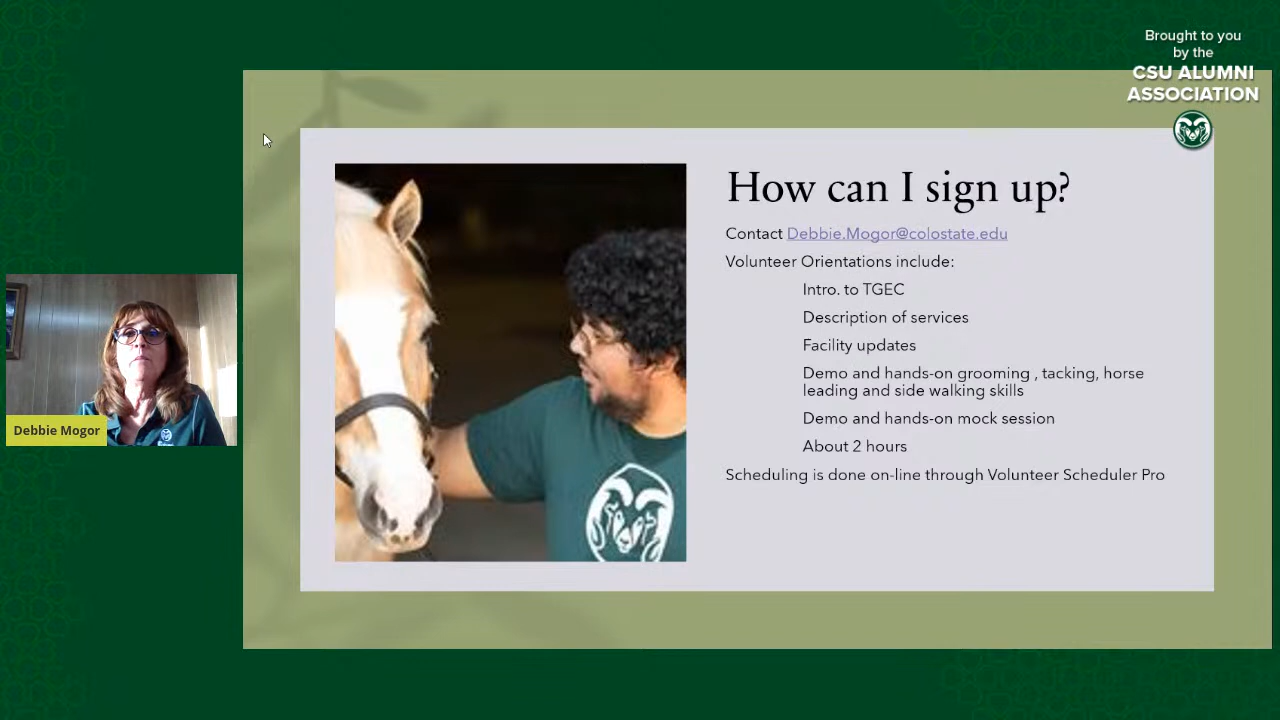 Brought to you
by the
CSU ALUMNI
ASSOCIATION
How can I sign up?
Contact Debbie.Mogor@colostate.edu
Volunteer Orientations include:
Intro. to TGEC
Description of services
Facility updates
Demo and hands-on grooming , tacking, horse
leading and side walking skills
Demo and hands-on mock session
About 2 hours
Scheduling is done on-line through Volunteer Scheduler Pro
Debbie Mogor